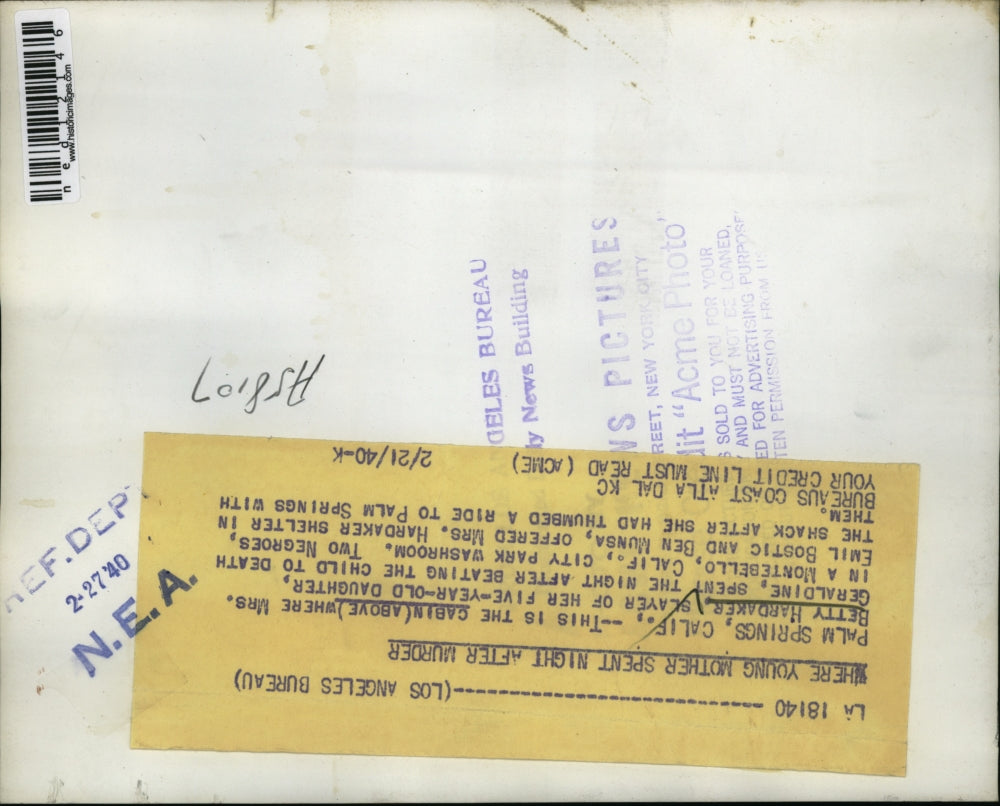 LA 18140 --------------------------(LOS ANGELES BUREAU)
WHERE YOUNG MOTHER SPENT NIGHT AFTER MURDER
PALM SPRINGS, CALIF., --THIS IS THE CABIN (ABOVE) WHERE MRS.
BETTY HARDAKER, SLAYER OF HER FIVE-YEAR-OLD DAUGHTER,
GERALDINE, SPENT THE NIGHT AFTER BEATING THE CHILD TO DEATH
IN A MONTEBELLO, CALIF., CITY PARK WASHROOM. TWO NEGROES,
EMIL BOSTIC AND BEN MUNSA, OFFERED MRS. HARDAKER SHELTER IN
THE SHACK AFTER SHE HAD THUMBED A RIDE TO PALM SPRINGS WITH
THEM.
BUREAUS COAST ATLA DAL KC
YOUR CREDIT LINE MUST READ (ACME) 2/21/40-K
GELES BUREAU
ly News Building
WS PICTURES
REET, NEW YORK CITY
dit "Acme Photo"
S SOLD TO YOU FOR YOUR
Y AND MUST NOT BE LOANED,
ED FOR ADVERTISING PURPOSE
TEN PERMISSION FROM US
REF. DEPT
2-27'40
N.E.A.
ned12146
www.historicimages.com